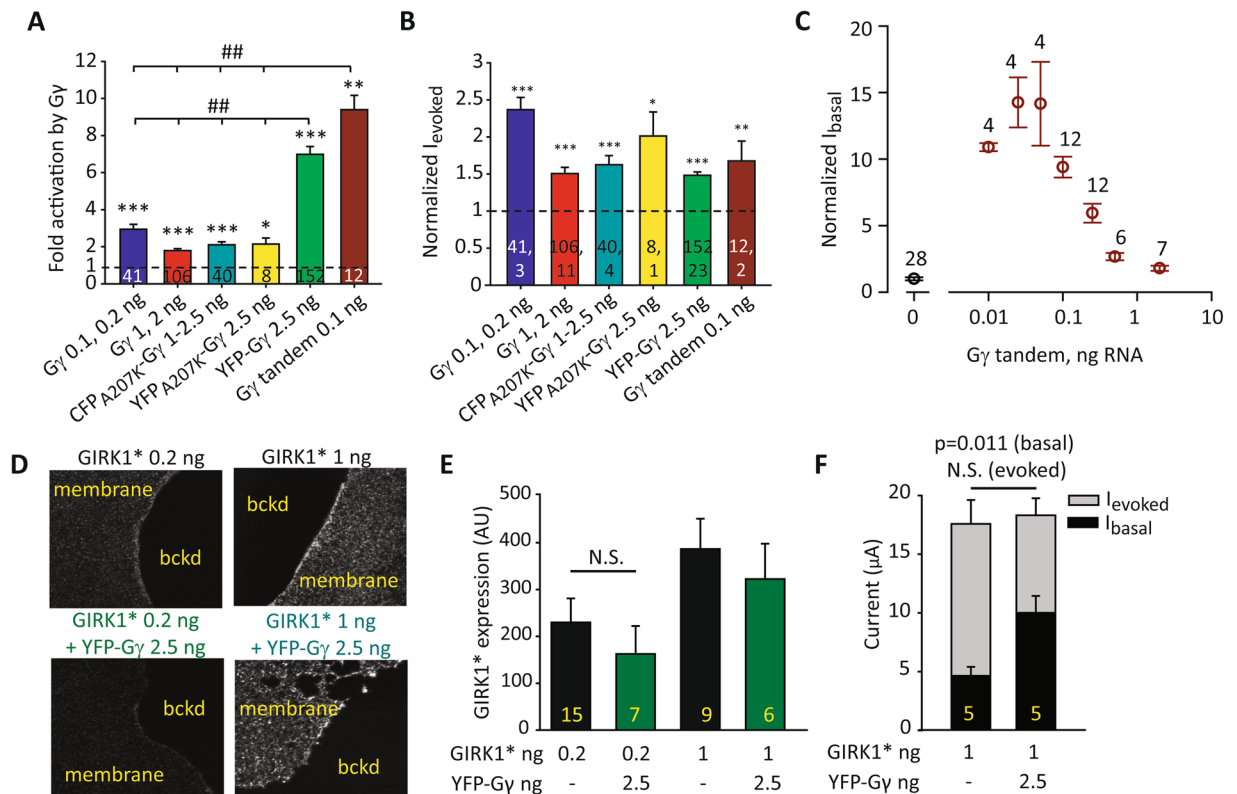 A
Fold activation by Gγ
12
10
8
6
4
2
1
0
##
##
***
***
***
*
***
**
41
106
40
8
152
12
Gγ 0.1, 0.2 ng
Gγ 1, 2 ng
CFP A207K-Gγ 1-2.5 ng
YFP A207K-Gγ 2.5 ng
YFP-Gγ 2.5 ng
Gγ tandem 0.1 ng
B
Normalized Ievoked
3
2.5
2
1.5
1
0.5
0
***
***
***
*
***
**
41, 3
106, 11
40, 4
8, 1
152 23
12, 2
Gγ 0.1, 0.2 ng
Gγ 1, 2 ng
CFP A207K-Gγ 1-2.5 ng
YFP A207K-Gγ 2.5 ng
YFP-Gγ 2.5 ng
Gγ tandem 0.1 ng
C
Normalized Ibasal
20
15
10
5
0
28
4
4
4
12
12
6
7
0
0.01
0.1
1
10
Gγ tandem, ng RNA
D
GIRK1* 0.2 ng
membrane
bckd
GIRK1* 1 ng
bckd
membrane
GIRK1* 0.2 ng
+ YFP-Gγ 2.5 ng
bckd
membrane
GIRK1* 1 ng
+ YFP-Gγ 2.5 ng
membrane
bckd
E
GIRK1* expression (AU)
500
400
300
200
100
0
N.S.
15
7
9
6
GIRK1* ng 0.2 0.2 1 1
YFP-Gγ ng - 2.5 - 2.5
F
p=0.011 (basal)
N.S. (evoked)
Ievoked
Ibasal
Current (μA)
20
15
10
5
0
5
5
GIRK1* ng 1 1
YFP-Gγ ng - 2.5